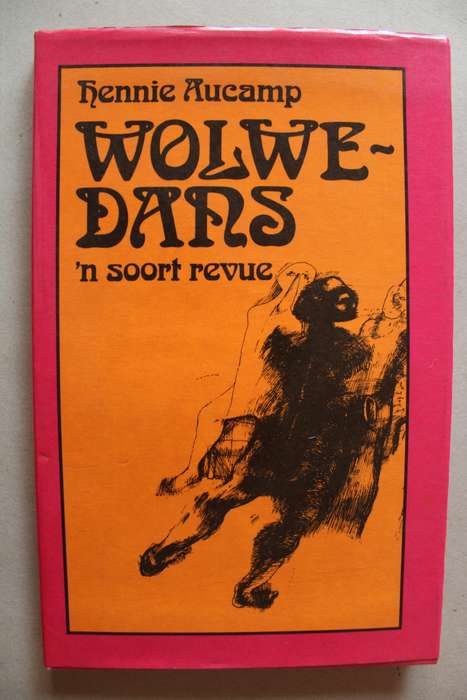 Hennie Aucamp
WOLWE-
DANS
'n soort revue